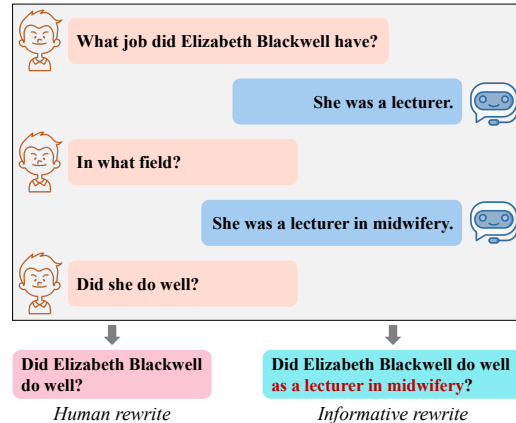 What job did Elizabeth Blackwell have?
She was a lecturer.
In what field?
She was a lecturer in midwifery.
Did she do well?
Did Elizabeth Blackwell
do well?
Human rewrite
Did Elizabeth Blackwell do well
as a lecturer in midwifery?
Informative rewrite